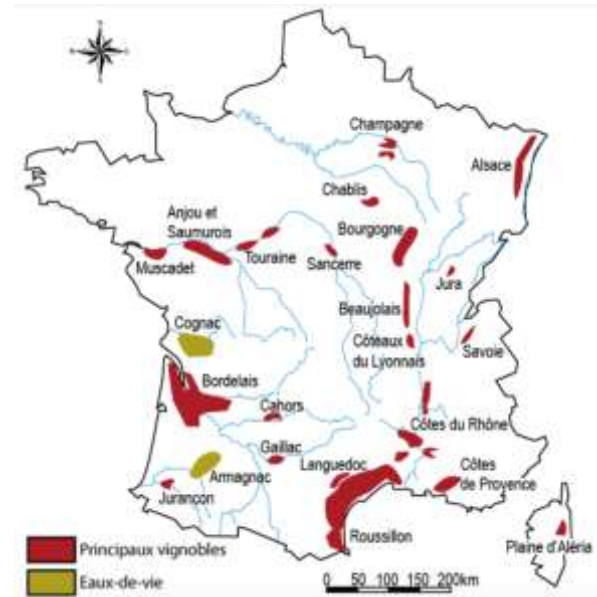 Champagne
Alsace
Chablis
Anjou et
Saumurois
Bourgogne
Muscadet
Touraine
Sancerre
Jura
Beaujolais
Cognac
Côteaux
du Lyonnais
Savoie
Bordelais
Cahors
Côtes du Rhône
Gaillac
Languedoc
Côtes
de Provence
Armagnac
Jurançon
Roussillon
Plaine d'Aléria
Principaux vignobles
Eaux-de-vie
0 50 100 150 200km